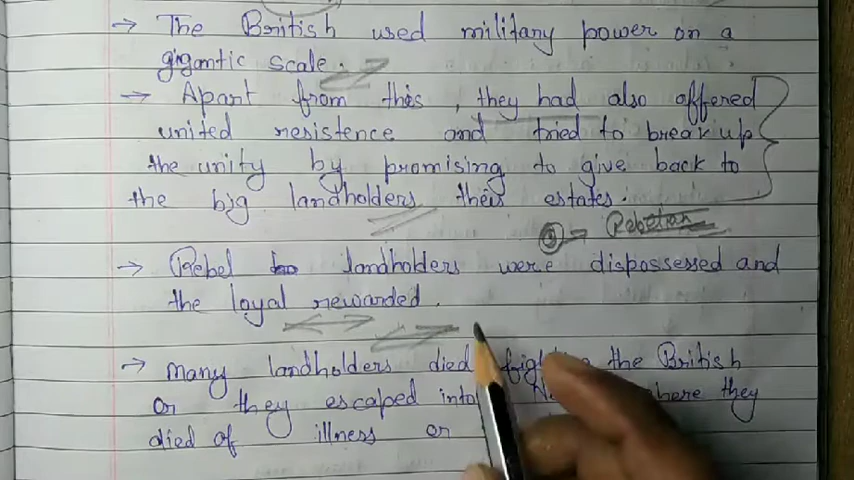 → The British used military power on a
gigantic scale.
→ Apart from this, they had also offered
united resistence and tried to break up
the unity by promising to give back to
the big landholders their estates.
→ Rebel landholders were dispossessed and
the loyal rewarded.
→ Many landholders died the British
or they escaped into where they
died of illness or